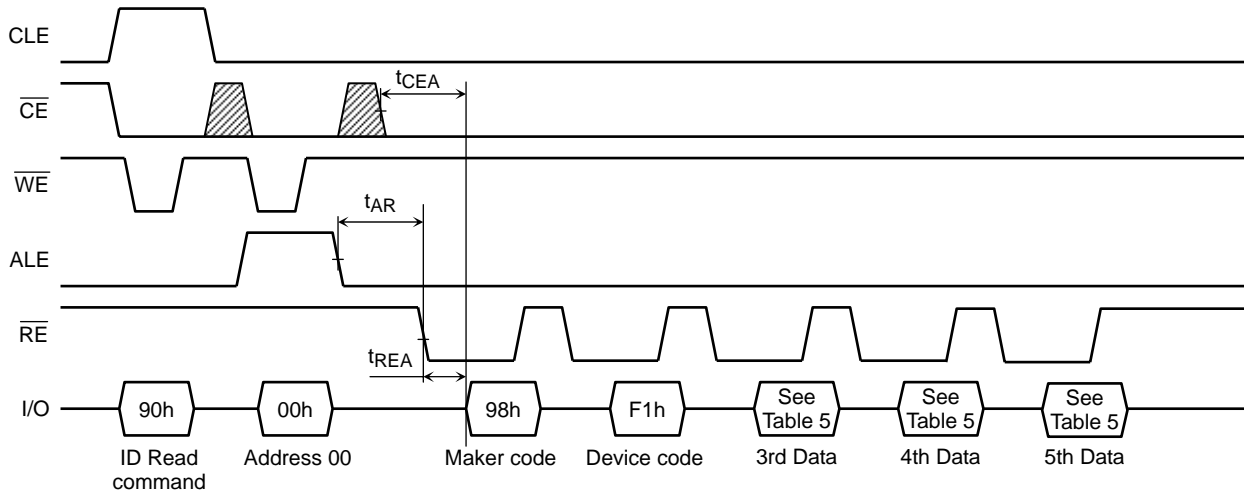 CLE
tCEA
CE
WE
tAR
ALE
RE
tREA
I/O
90h
00h
98h
F1h
See
Table 5
See
Table 5
See
Table 5
ID Read
command
Address 00
Maker code
Device code
3rd Data
4th Data
5th Data